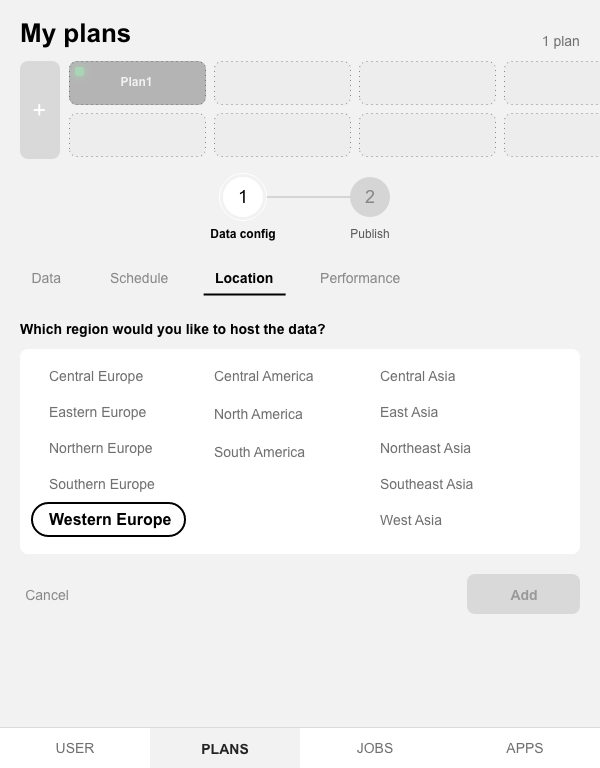 My plans
1 plan
+
Plan1
1
2
Data config
Publish
Data
Schedule
Location
Performance
Which region would you like to host the data?
Central Europe
Eastern Europe
Northern Europe
Southern Europe
Western Europe
Central America
North America
South America
Central Asia
East Asia
Northeast Asia
Southeast Asia
West Asia
Cancel
Add
USER
PLANS
JOBS
APPS